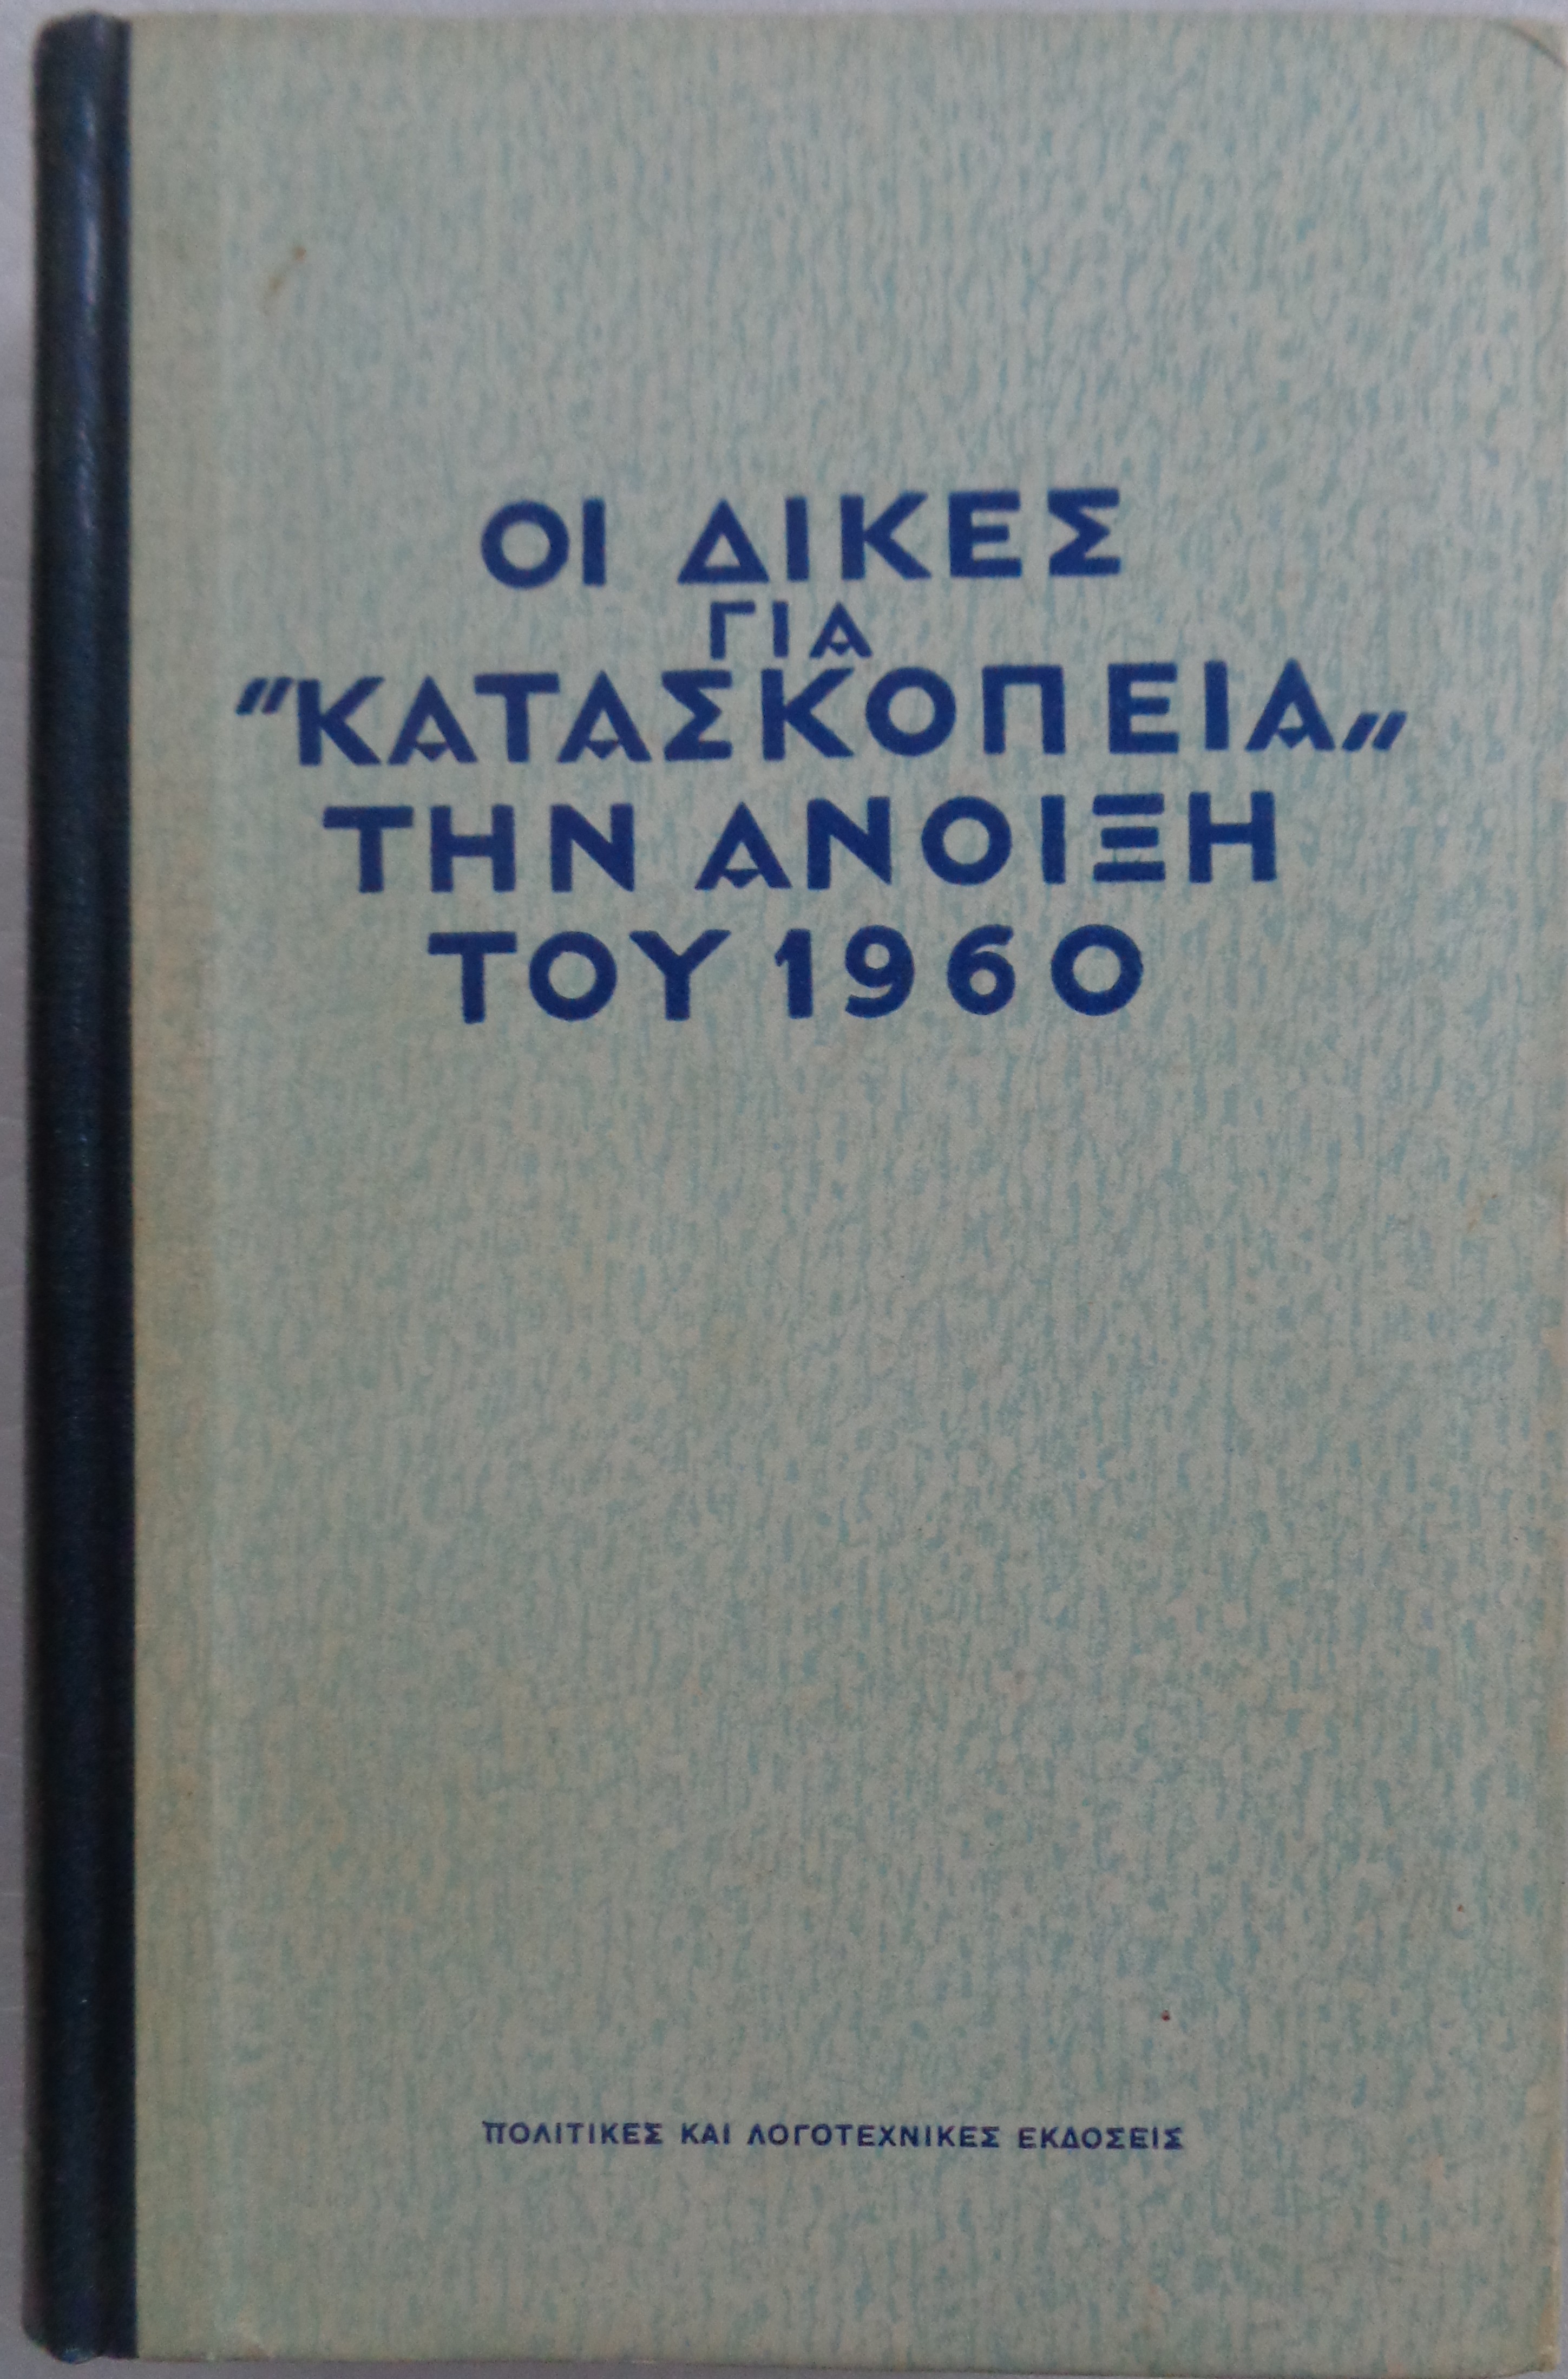 ΟΙ ΔΙΚΕΣ
ΓΙΑ
"ΚΑΤΑΣΚΟΠΕΙΑ„
ΤΗΝ ΑΝΟΙΞΗ
ΤΟΥ 1960
ΠΟΛΙΤΙΚΕΣ ΚΑΙ ΛΟΓΟΤΕΧΝΙΚΕΣ ΕΚΔΟΣΕΙΣ